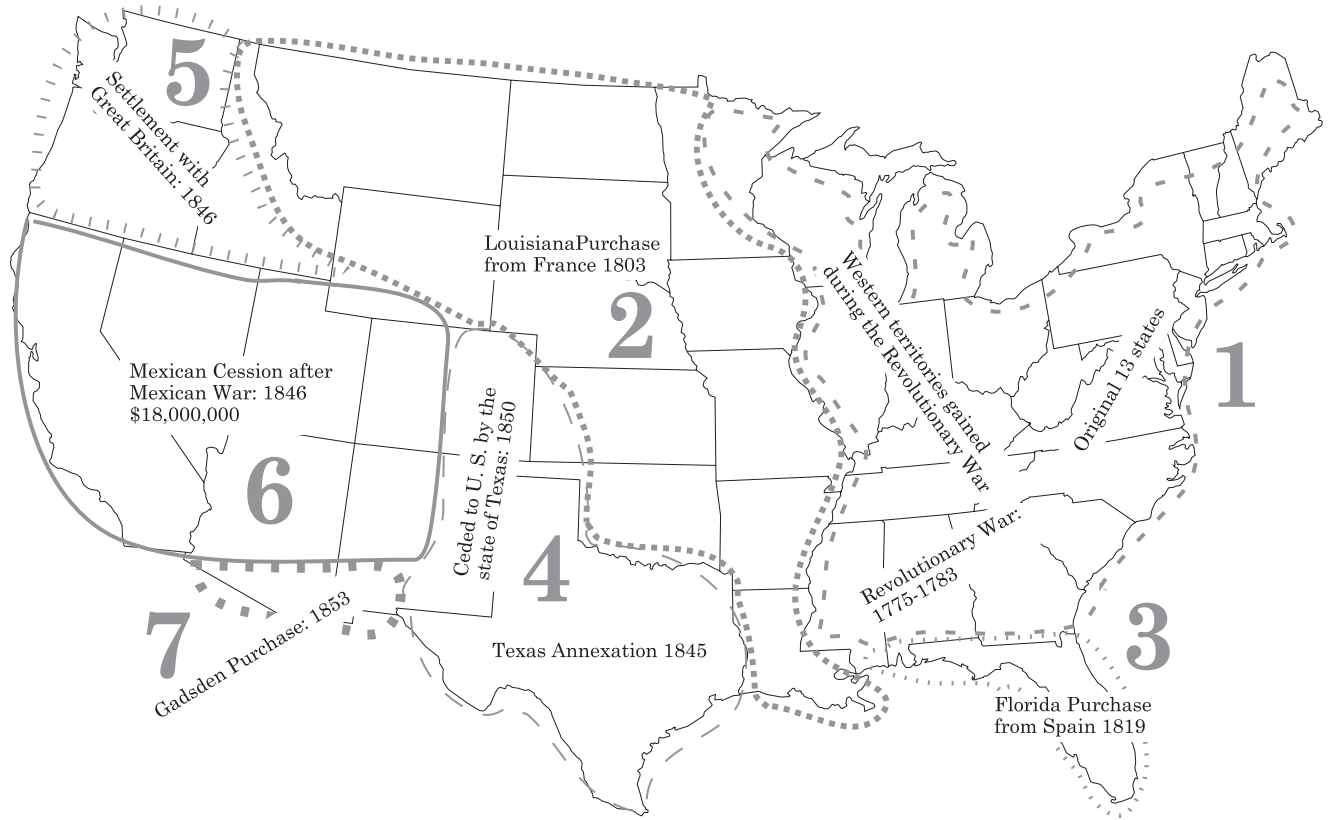 5
Settlement with
Great Britain: 1846
LouisianaPurchase
from France 1803
2
Western territories gained
during the Revolutionary War
Original 13 states
1
Mexican Cession after
Mexican War: 1846
$18,000,000
6
Ceded to U. S. by the
state of Texas: 1850
4
Texas Annexation 1845
Revolutionary War:
1775-1783
3
Florida Purchase
from Spain 1819
7
Gadsden Purchase: 1853